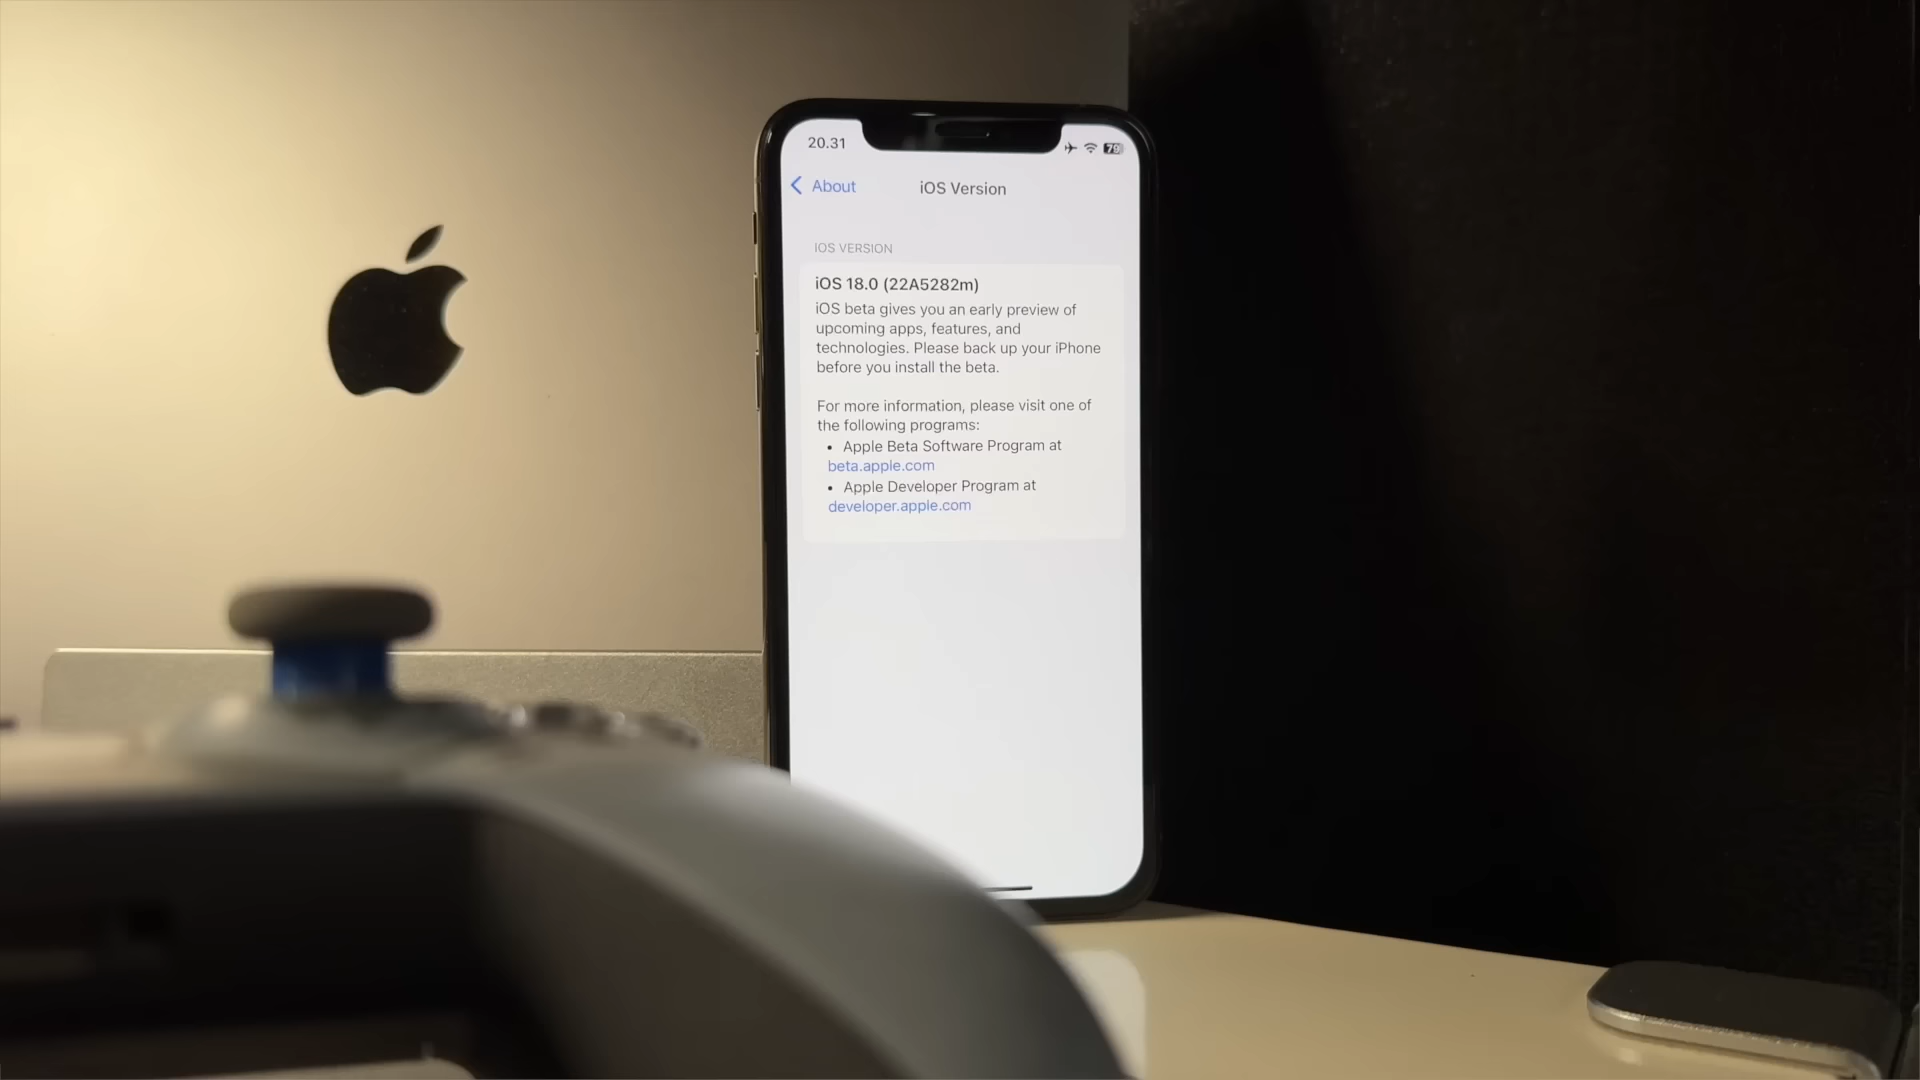 20.31
79
About
iOS Version
IOS VERSION
iOS 18.0 (22A5282m)
iOS beta gives you an early preview of
upcoming apps, features, and
technologies. Please back up your iPhone
before you install the beta.
For more information, please visit one of
the following programs:
• Apple Beta Software Program at
beta.apple.com
• Apple Developer Program at
developer.apple.com